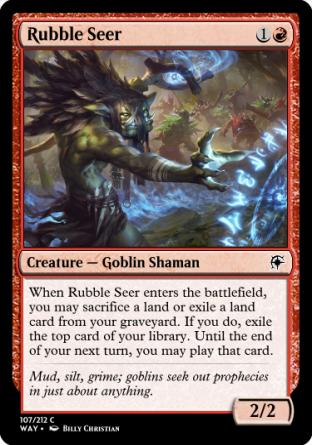 Rubble Seer 1
Creature — Goblin Shaman
When Rubble Seer enters the battlefield,
you may sacrifice a land or exile a land
card from your graveyard. If you do, exile
the top card of your library. Until the
end of your next turn, you may play that card.
Mud, silt, grime; goblins seek out prophecies
in just about anything.
2/2
107/212 C
WAY • Billy Christian